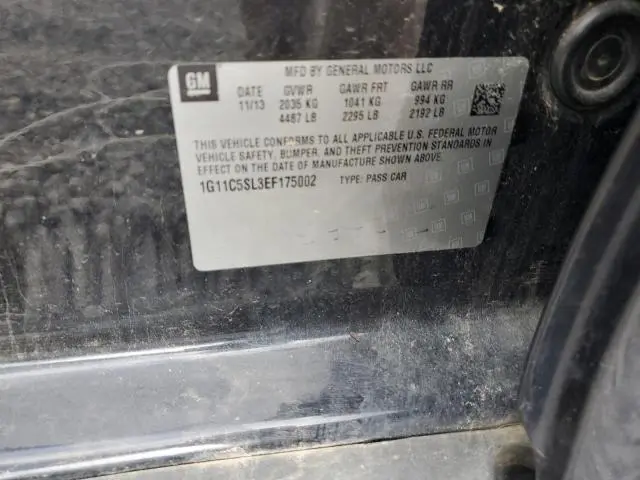 GM
MFD BY GENERAL MOTORS LLC
DATE GVWR GAWR FRT GAWR RR
11/13 2035 KG 1041 KG 994 KG
4487 LB 2295 LB 2192 LB
THIS VEHICLE CONFORMS TO ALL APPLICABLE U.S. FEDERAL MOTOR
VEHICLE SAFETY, BUMPER, AND THEFT PREVENTION STANDARDS IN
EFFECT ON THE DATE OF MANUFACTURE SHOWN ABOVE.
1G11C5SL3EF175002 TYPE: PASS CAR